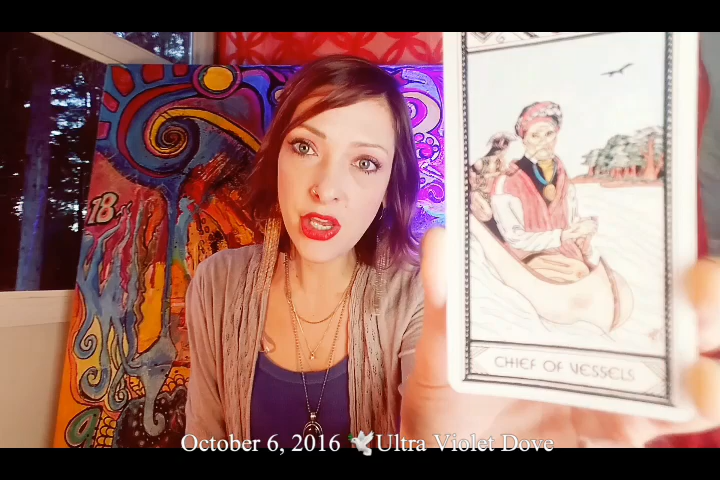 18
CHIEF OF VESSELS
October 6, 2016 🕊Ultra Violet Dove